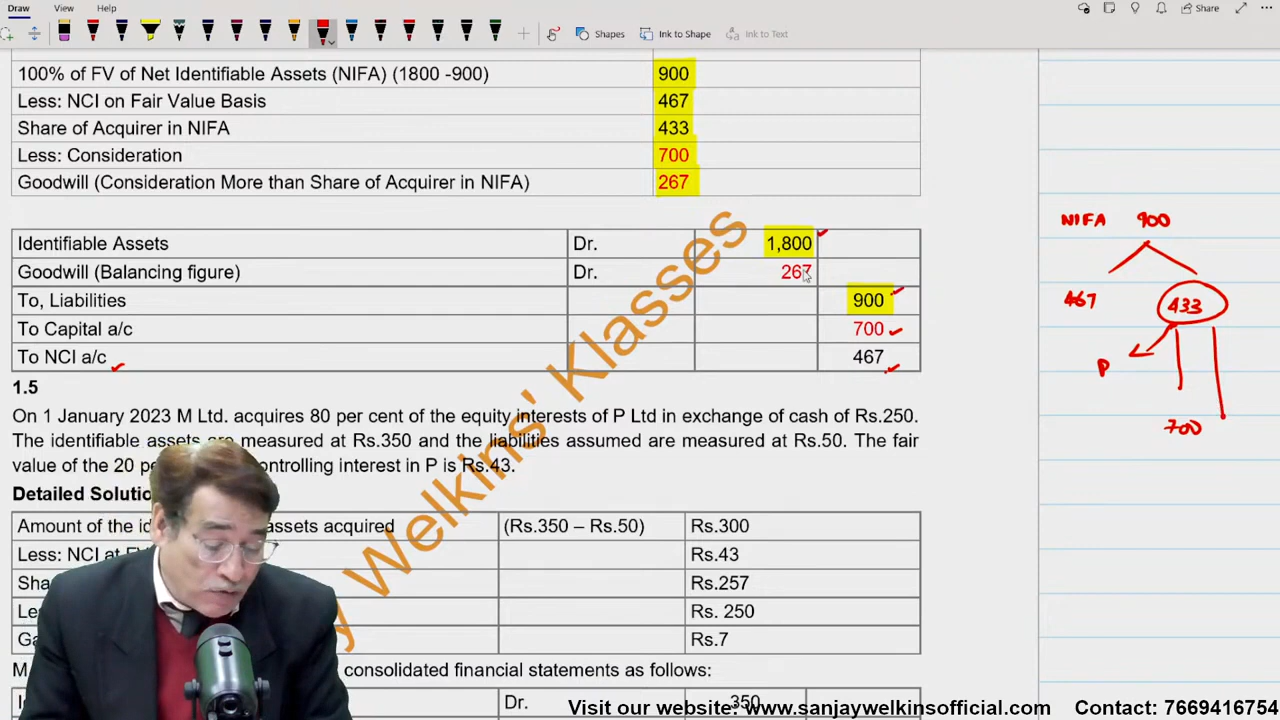 Draw View Help Share
Shapes Ink to Shape Ink to Text
100% of FV of Net Identifiable Assets (NIFA) (1800 -900) 900
Less: NCI on Fair Value Basis 467
Share of Acquirer in NIFA 433
Less: Consideration 700
Goodwill (Consideration More than Share of Acquirer in NIFA) 267
NIFA 900
467 433
P
700
Identifiable Assets Dr. 1,800
Goodwill (Balancing figure) Dr. 267
To, Liabilities 900
To Capital a/c 700
To NCI a/c 467
1.5
On 1 January 2023 M Ltd. acquires 80 per cent of the equity interests of P Ltd in exchange of cash of Rs.250.
The identifiable assets are measured at Rs.350 and the liabilities assumed are measured at Rs.50. The fair
value of the 20 pe controlling interest in P is Rs.43.
Detailed Solutio
Amount of the id assets acquired (Rs.350 – Rs.50) Rs.300
Less: NCI at F Rs.43
Sha Rs.257
Les Rs. 250
Ga Rs.7
M consolidated financial statements as follows:
Dr. 350
y Welkins' Klasses
Visit our website: www.sanjaywelkinsofficial.com Contact: 7669416754